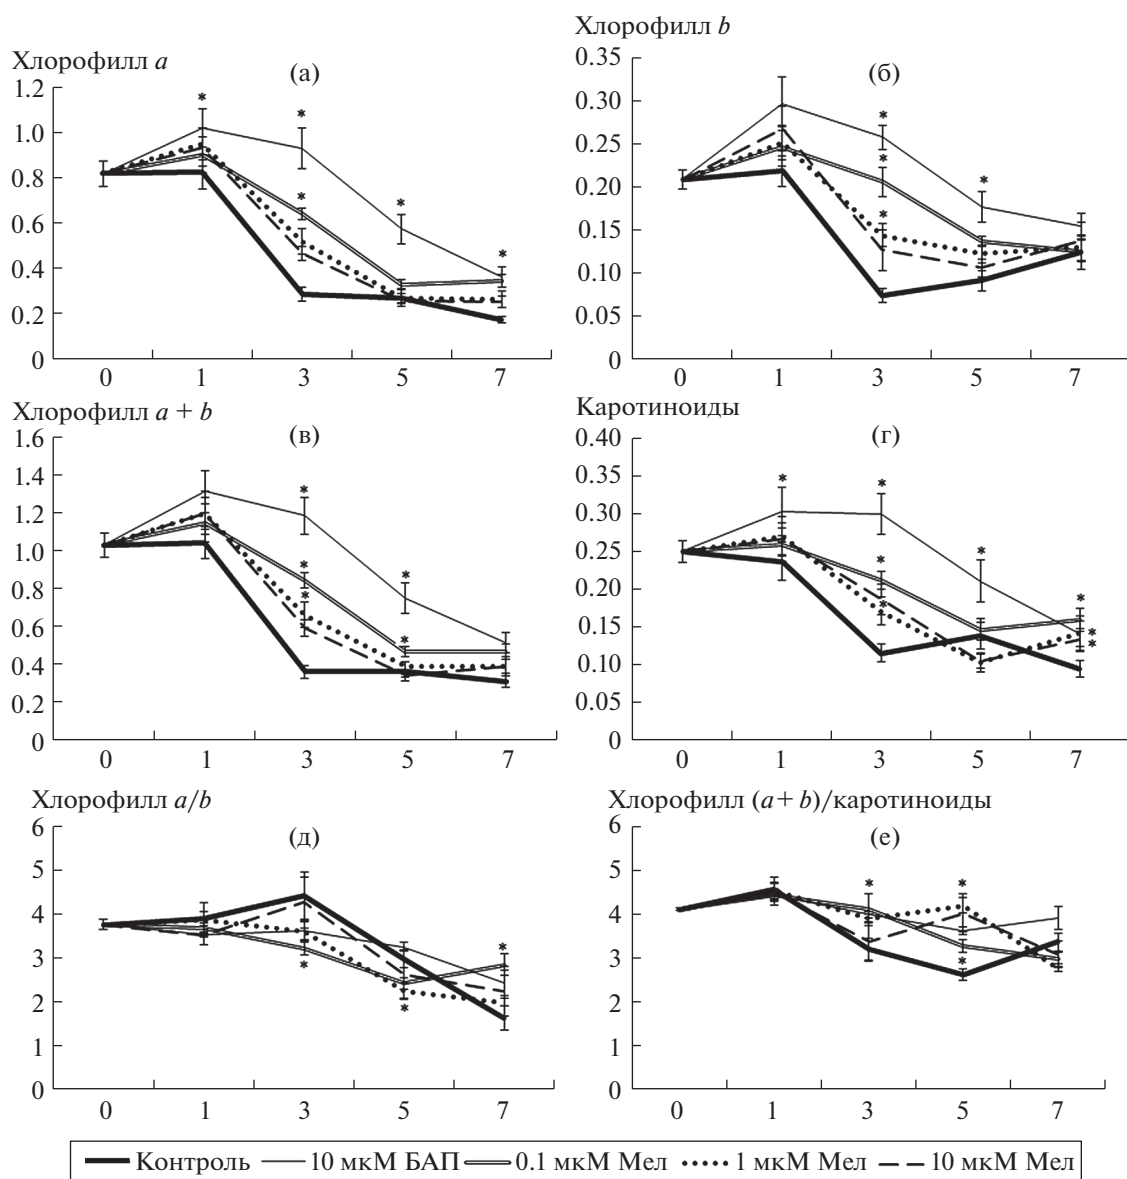 Хлорофилл a
(а)
1.2
1.0
0.8
0.6
0.4
0.2
0
0 1 3 5 7
* * * * *
Хлорофилл b
(б)
0.35
0.30
0.25
0.20
0.15
0.10
0.05
0
0 1 3 5 7
* * * *
Хлорофилл a + b
(в)
1.6
1.4
1.2
1.0
0.8
0.6
0.4
0.2
0
0 1 3 5 7
* * * * *
Каротиноиды
(г)
0.40
0.35
0.30
0.25
0.20
0.15
0.10
0.05
0
0 1 3 5 7
* * * * * * * *
Хлорофилл a/b
(д)
6
5
4
3
2
1
0
0 1 3 5 7
* * *
Хлорофилл (a + b)/каротиноиды
(е)
6
5
4
3
2
1
0
0 1 3 5 7
* * *
Контроль 10 мкМ БАП 0.1 мкМ Мел 1 мкМ Мел 10 мкМ Мел